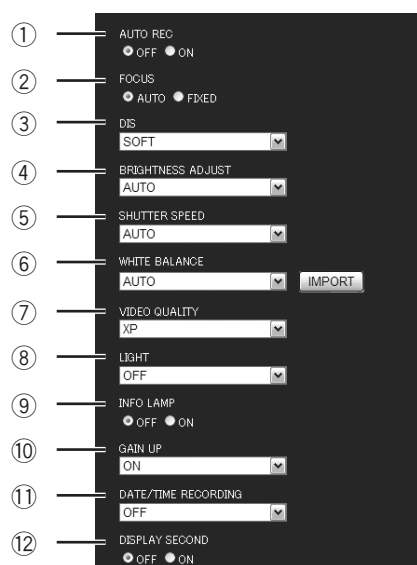 ① AUTO REC
OFF ON
② FOCUS
AUTO FIXED
③ DIS
SOFT
④ BRIGHTNESS ADJUST
AUTO
⑤ SHUTTER SPEED
AUTO
⑥ WHITE BALANCE
AUTO IMPORT
⑦ VIDEO QUALITY
XP
⑧ LIGHT
OFF
⑨ INFO LAMP
OFF ON
⑩ GAIN UP
ON
⑪ DATE/TIME RECORDING
OFF
⑫ DISPLAY SECOND
OFF ON